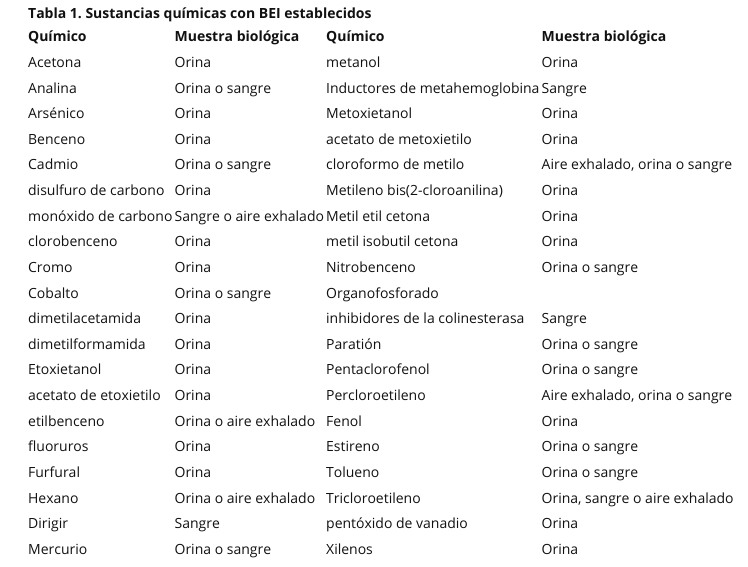 Tabla 1. Sustancias químicas con BEI establecidos
Químico Muestra biológica Químico Muestra biológica
Acetona Orina metanol Orina
Analina Orina o sangre Inductores de metahemoglobina Sangre
Arsénico Orina Metoxietanol Orina
Benceno Orina acetato de metoxietilo Orina
Cadmio Orina o sangre cloroformo de metilo Aire exhalado, orina o sangre
disulfuro de carbono Orina Metileno bis(2-cloroanilina) Orina
monóxido de carbono Sangre o aire exhalado Metil etil cetona Orina
clorobenceno Orina metil isobutil cetona Orina
Cromo Orina Nitrobenceno Orina o sangre
Cobalto Orina o sangre Organofosforado
dimetilacetamida Orina inhibidores de la colinesterasa Sangre
dimetilformamida Orina Paratión Orina o sangre
Etoxietanol Orina Pentaclorofenol Orina o sangre
acetato de etoxietilo Orina Percloroetileno Aire exhalado, orina o sangre
etilbenceno Orina o aire exhalado Fenol Orina
fluoruros Orina Estireno Orina o sangre
Furfural Orina Tolueno Orina o sangre
Hexano Orina o aire exhalado Tricloroetileno Orina, sangre o aire exhalado
Dirigir Sangre pentóxido de vanadio Orina
Mercurio Orina o sangre Xilenos Orina